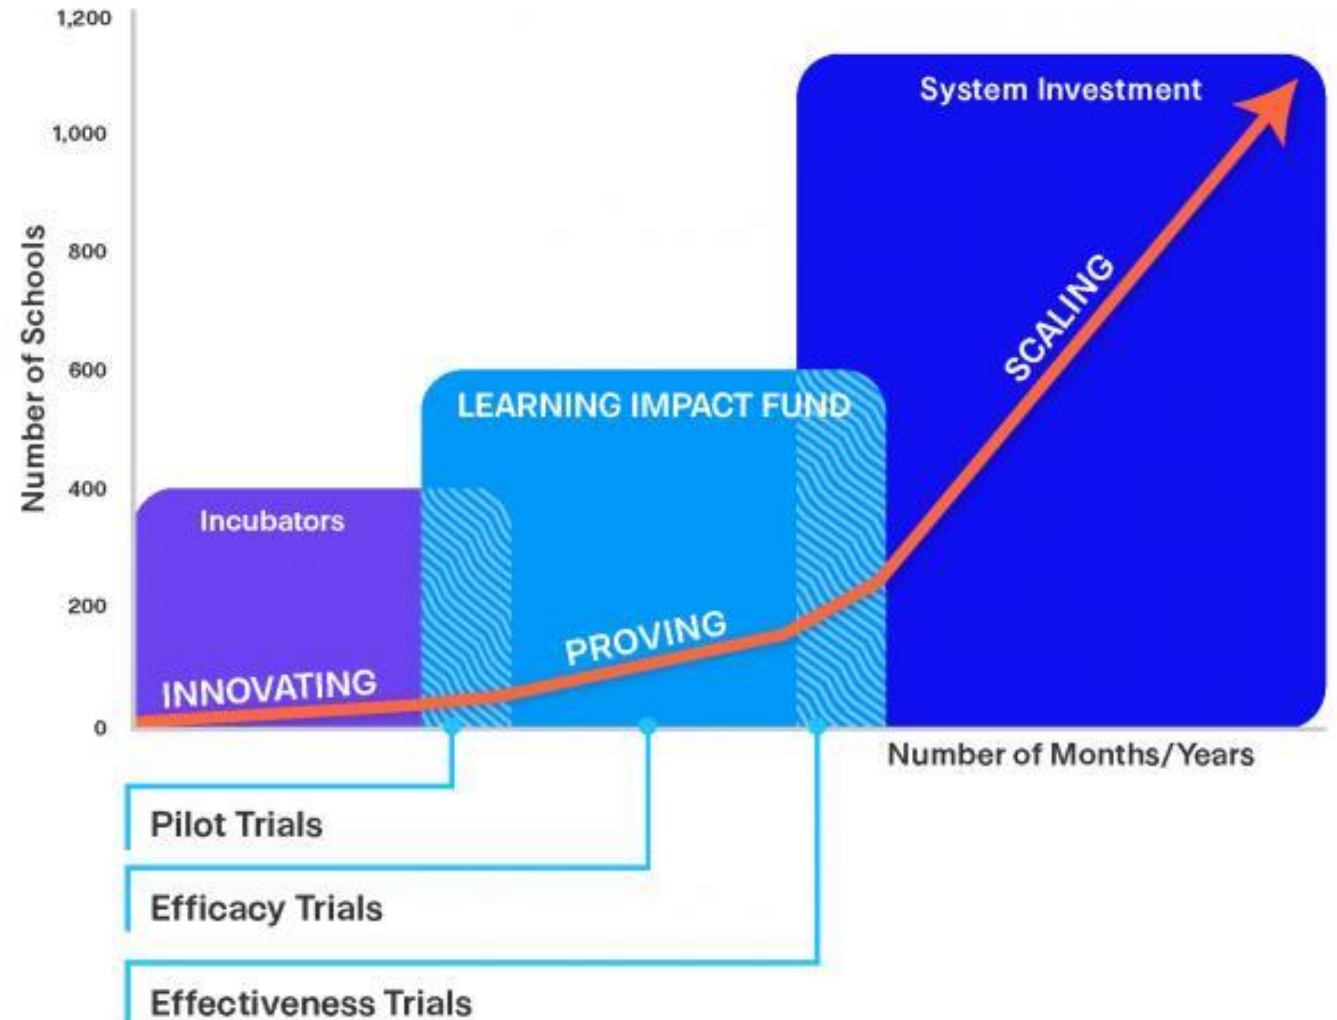 1,200
1,000
800
600
400
200
0
Number of Schools
System Investment
SCALING
LEARNING IMPACT FUND
PROVING
Incubators
INNOVATING
Number of Months/Years
Pilot Trials
Efficacy Trials
Effectiveness Trials